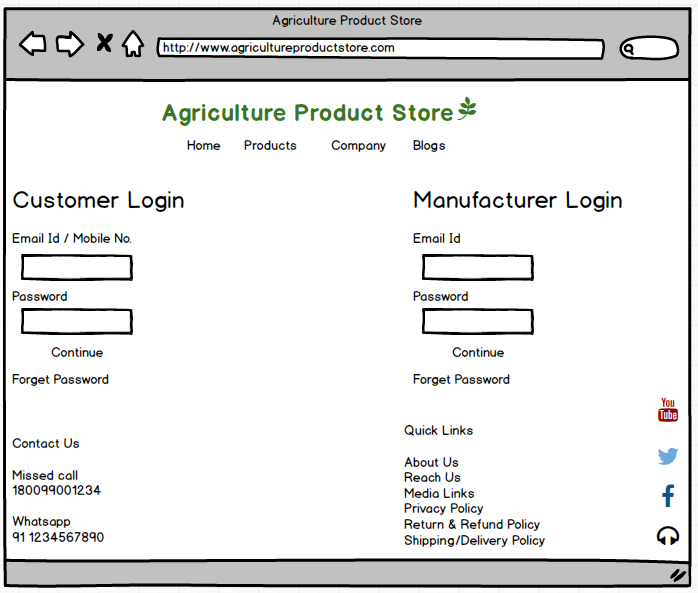 Agriculture Product Store
http://www.agricultureproductstore.com
Agriculture Product Store
Home Products Company Blogs
Customer Login
Email Id / Mobile No.
Password
Continue
Forget Password
Manufacturer Login
Email Id
Password
Continue
Forget Password
Contact Us
Missed call
180099001234
Whatsapp
91 1234567890
Quick Links
About Us
Reach Us
Media Links
Privacy Policy
Return & Refund Policy
Shipping/Delivery Policy
You
Tube